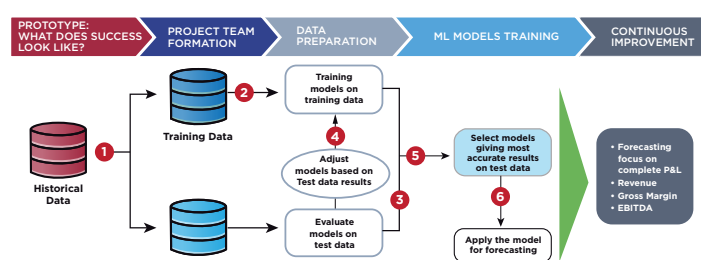 PROTOTYPE:
WHAT DOES SUCCESS
LOOK LIKE?
PROJECT TEAM
FORMATION
DATA
PREPARATION
ML MODELS TRAINING
CONTINUOUS
IMPROVEMENT
Historical
Data
1
Training Data
2
Training
models on
training data
4
Adjust
models based on
Test data results
Evaluate
models on
test data
3
5
Select models
giving most
accurate results
on test data
6
Apply the model
for forecasting
• Forecasting
focus on
complete P&L
• Revenue
• Gross Margin
• EBITDA